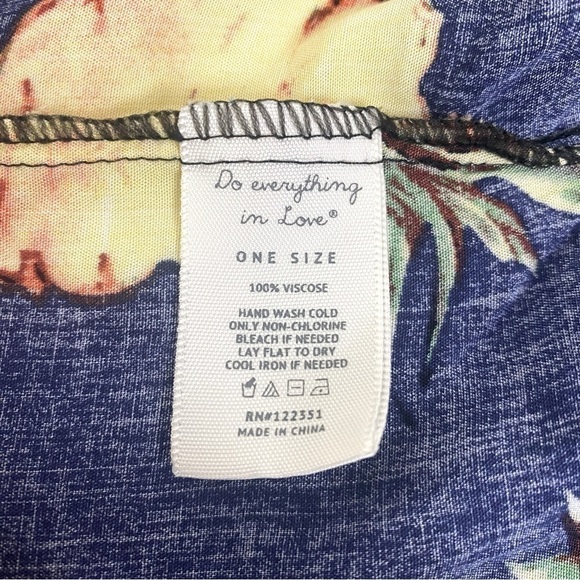 Do everything
in Love®
ONE SIZE
100% VISCOSE
HAND WASH COLD
ONLY NON-CHLORINE
BLEACH IF NEEDED
LAY FLAT TO DRY
COOL IRON IF NEEDED
RN#122351
MADE IN CHINA